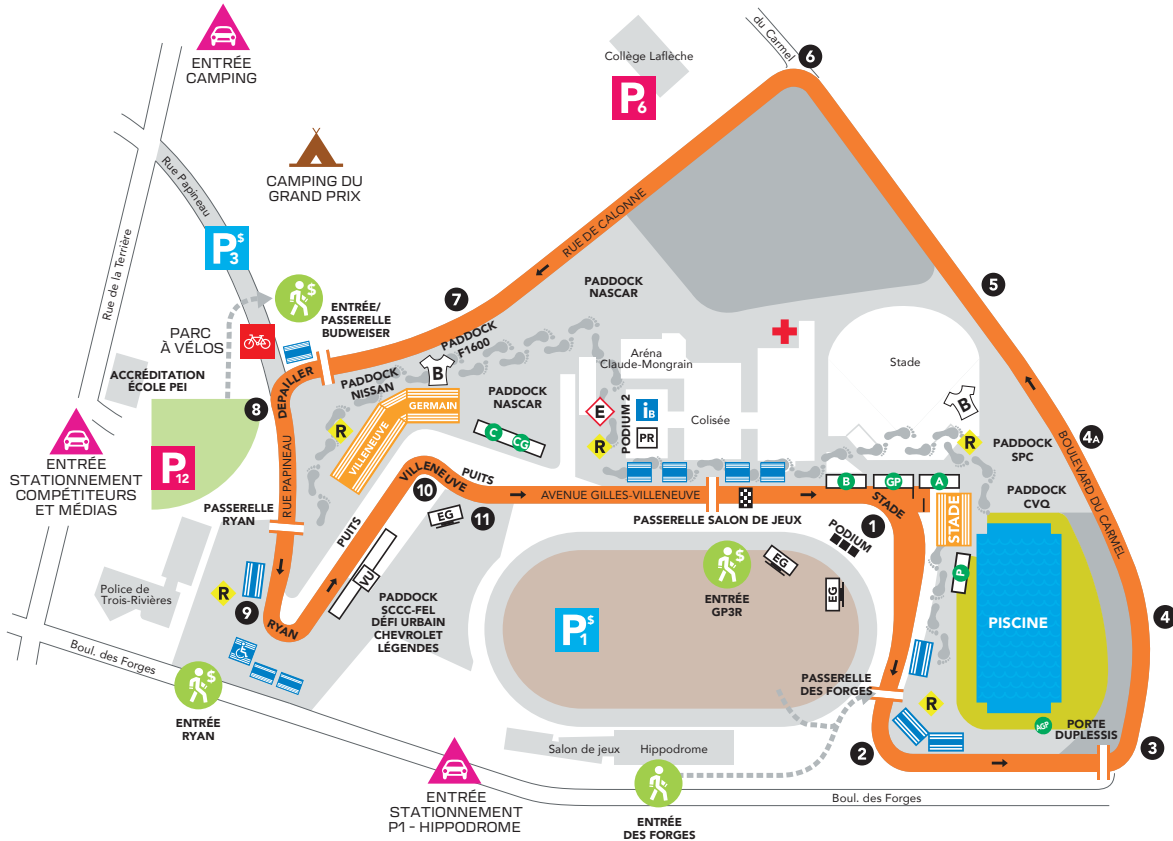 du Carmel
6
Collège Laflèche
P6
ENTRÉE
CAMPING
Rue Papineau
CAMPING DU
GRAND PRIX
RUE DE CALONNE
P3$
Rue de la Terrière
$
ENTRÉE/
PASSERELLE
BUDWEISER
7
5
PADDOCK
NASCAR
PARC
À VÉLOS
PADDOCK
F1600
B
Aréna
Claude-Mongrain
Stade
ACCRÉDITATION
ÉCOLE PEI
DEPAILLER
PADDOCK
NISSAN
PADDOCK
NASCAR
8
GERMAIN
VILLENEUVE
R
E
R
PODIUM 2
iB
PR
Colisée
B
R
4A
BOULEVARD DU CARMEL
PADDOCK
SPC
C
CG
ENTRÉE
STATIONNEMENT
COMPÉTITEURS
ET MÉDIAS
P12
RUE PAPINEAU
VILLENEUVE
PUITS
10
PUITS
AVENUE GILLES-VILLENEUVE
B
GP
A
STADE
STADE
PADDOCK
CVQ
PASSERELLE
RYAN
EG
11
PASSERELLE SALON DE JEUX
1
PODIUM
EG
EG
P
VU
$
ENTRÉE
GP3R
Police de
Trois-Rivières
R
9
RYAN
PADDOCK
SCCC-FEL
DÉFI URBAIN
CHEVROLET
LÉGENDES
P1$
PISCINE
4
Boul. des Forges
$
ENTRÉE
RYAN
PASSERELLE
DES FORGES
R
AGP
PORTE
DUPLESSIS
2
3
Salon de jeux
Hippodrome
ENTRÉE
STATIONNEMENT
P1 - HIPPODROME
ENTRÉE
DES FORGES
Boul. des Forges